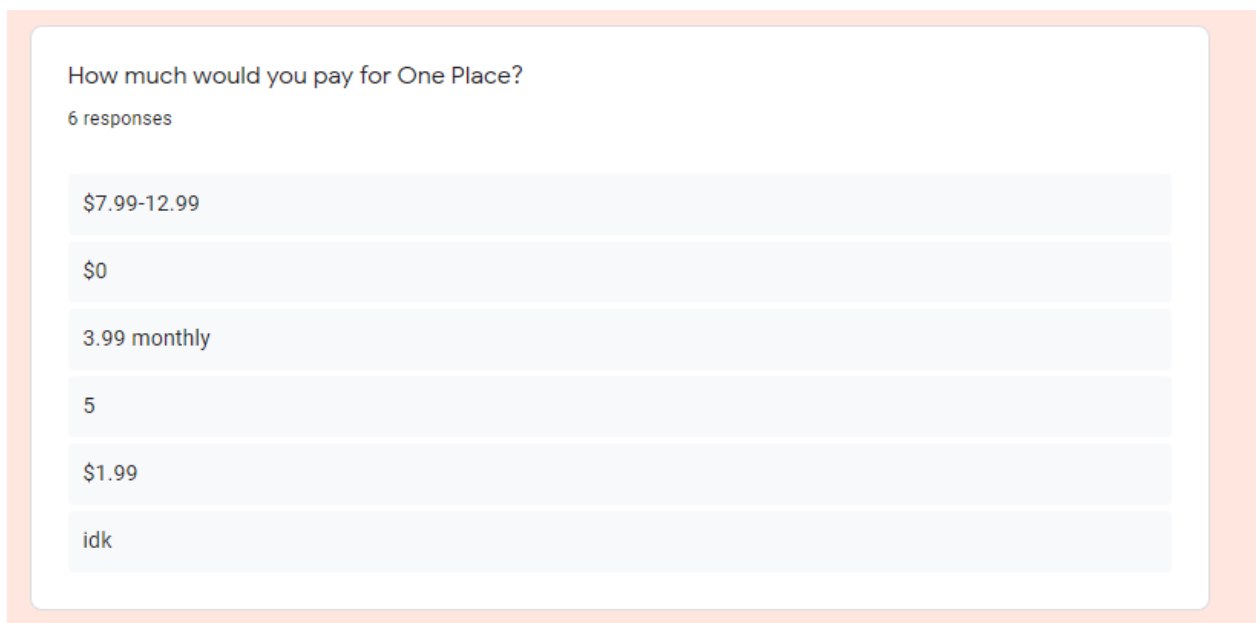 How much would you pay for One Place?
6 responses
$7.99-12.99
$0
3.99 monthly
5
$1.99
idk